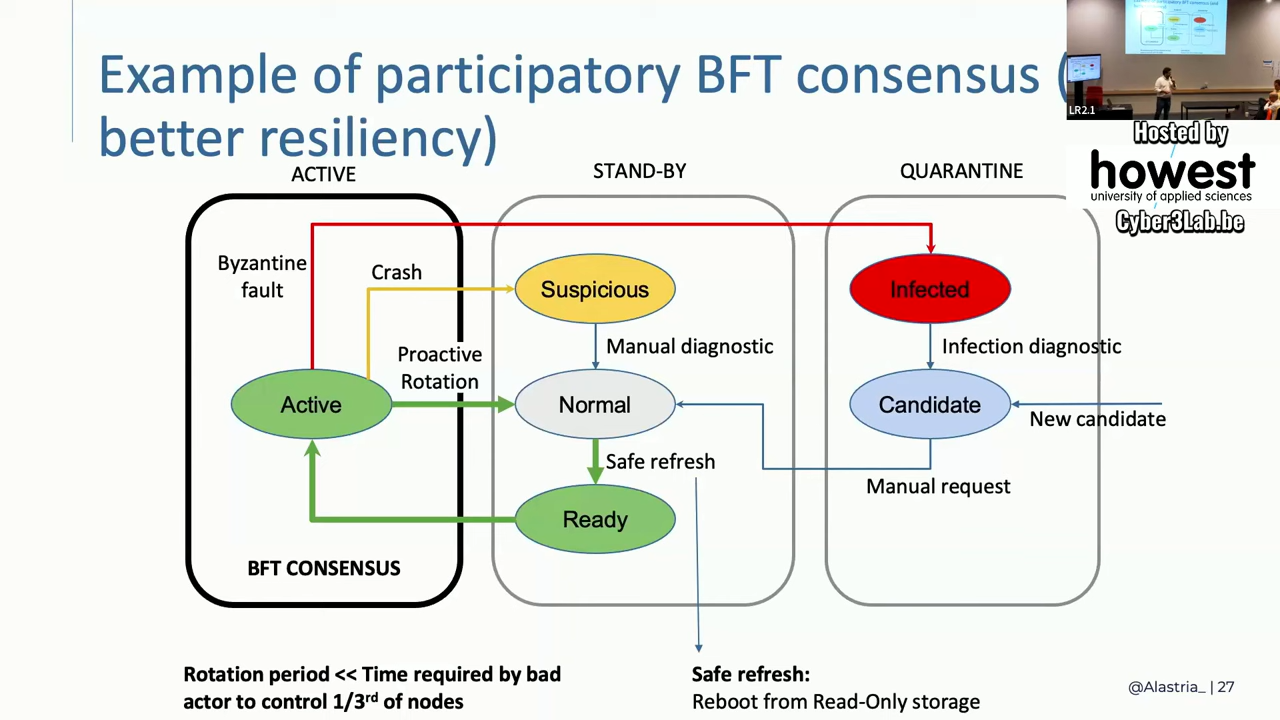 Example of participatory BFT consensus (
better resiliency)
LR2.1
Hosted by
howest
university of applied sciences
Cyber3Lab.be
ACTIVE
STAND-BY
QUARANTINE
Byzantine
fault
Crash
Suspicious
Infected
Proactive
Rotation
Manual diagnostic
Infection diagnostic
Active
Normal
Candidate
New candidate
Safe refresh
Manual request
Ready
BFT CONSENSUS
Rotation period << Time required by bad
actor to control 1/3rd of nodes
Safe refresh:
Reboot from Read-Only storage
@Alastria_ | 27